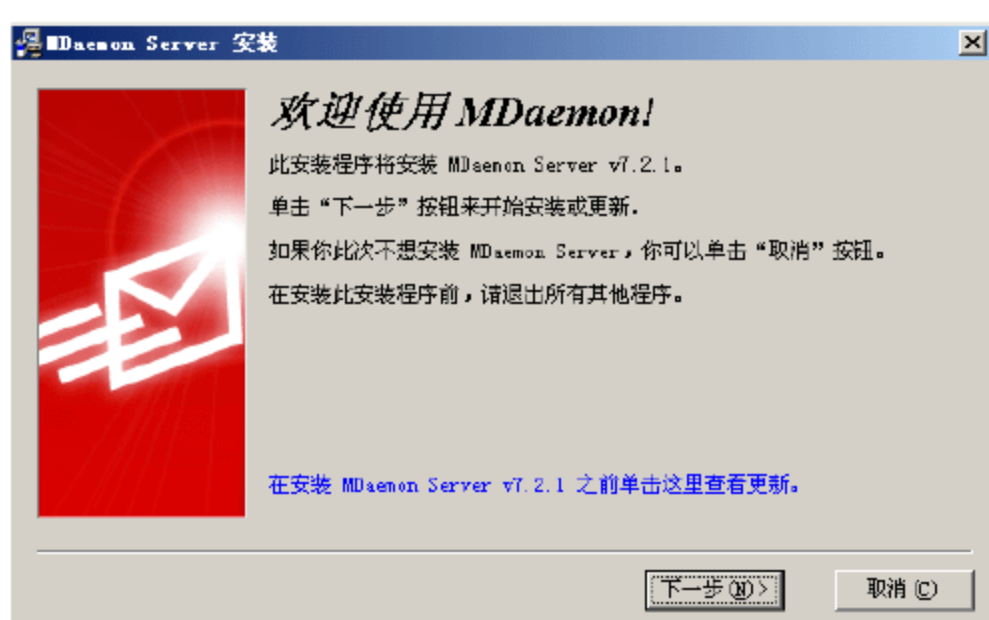 MDaemon Server 安装
欢迎使用 MDaemon!
此安装程序将安装 MDaemon Server v7.2.1。
单击“下一步”按钮来开始安装或更新.
如果你此次不想安装 MDaemon Server，你可以单击“取消”按钮。
在安装此安装程序前，请退出所有其他程序。
在安装 MDaemon Server v7.2.1 之前单击这里查看更新。
下一步(N)>
取消(C)